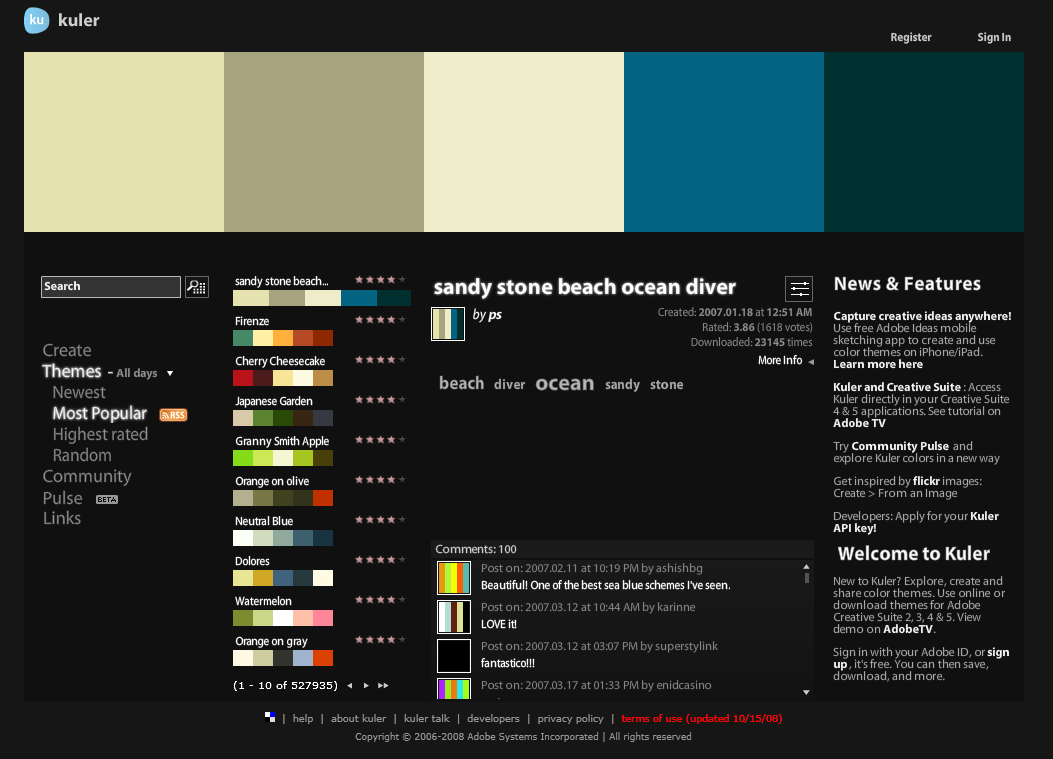 ku kuler
Register Sign In
Search
Create
Themes - All days
Newest
Most Popular RSS
Highest rated
Random
Community
Pulse BETA
Links
sandy stone beach...
Firenze
Cherry Cheesecake
Japanese Garden
Granny Smith Apple
Orange on olive
Neutral Blue
Dolores
Watermelon
Orange on gray
(1 - 10 of 527935)
sandy stone beach ocean diver
by ps
Created: 2007.01.18 at 12:51 AM
Rated: 3.86 (1618 votes)
Downloaded: 23145 times
More Info
beach diver ocean sandy stone
Comments: 100
Post on: 2007.02.11 at 10:19 PM by ashishbg
Beautiful! One of the best sea blue schemes I've seen.
Post on: 2007.03.12 at 10:44 AM by karinne
LOVE it!
Post on: 2007.03.12 at 03:07 PM by superstylink
fantastico!!!
Post on: 2007.03.17 at 01:33 PM by enidcasino
News & Features
Capture creative ideas anywhere!
Use free Adobe Ideas mobile
sketching app to create and use
color themes on iPhone/iPad.
Learn more here
Kuler and Creative Suite : Access
Kuler directly in your Creative Suite
4 & 5 applications. See tutorial on
Adobe TV
Try Community Pulse and
explore Kuler colors in a new way
Get inspired by flickr images:
Create > From an Image
Developers: Apply for your Kuler
API key!
Welcome to Kuler
New to Kuler? Explore, create and
share color themes. Use online or
download themes for Adobe
Creative Suite 2, 3, 4 & 5. View
demo on AdobeTV.
Sign in with your Adobe ID, or sign
up, it's free. You can then save,
download, and more.
| help | about kuler | kuler talk | developers | privacy policy | terms of use (updated 10/15/08)
Copyright © 2006-2008 Adobe Systems Incorporated | All rights reserved